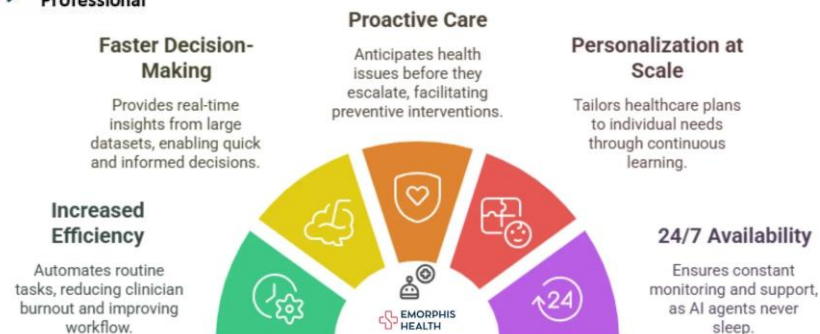 Professional
Proactive Care
Anticipates health
issues before they
escalate, facilitating
preventive interventions.
Faster Decision-
Making
Provides real-time
insights from large
datasets, enabling quick
and informed decisions.
Personalization at
Scale
Tailors healthcare plans
to individual needs
through continuous
learning.
Increased
Efficiency
Automates routine
tasks, reducing clinician
burnout and improving
workflow.
24/7 Availability
Ensures constant
monitoring and support,
as AI agents never
sleep.
24
EMORPHIS
HEALTH